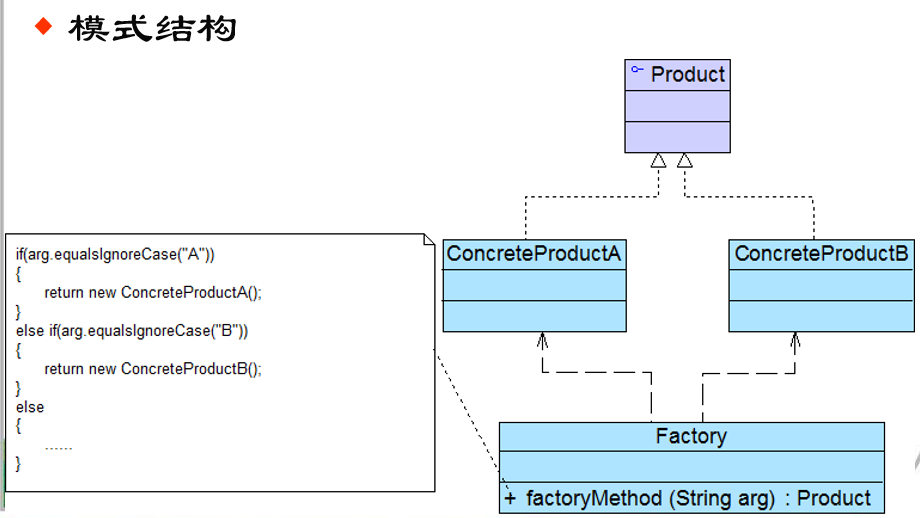 模式结构
Product
ConcreteProductA
ConcreteProductB
if(arg.equalsIgnoreCase("A"))
{
return new ConcreteProductA();
}
else if(arg.equalsIgnoreCase("B"))
{
return new ConcreteProductB();
}
else
{
......
}
Factory
+ factoryMethod (String arg) : Product